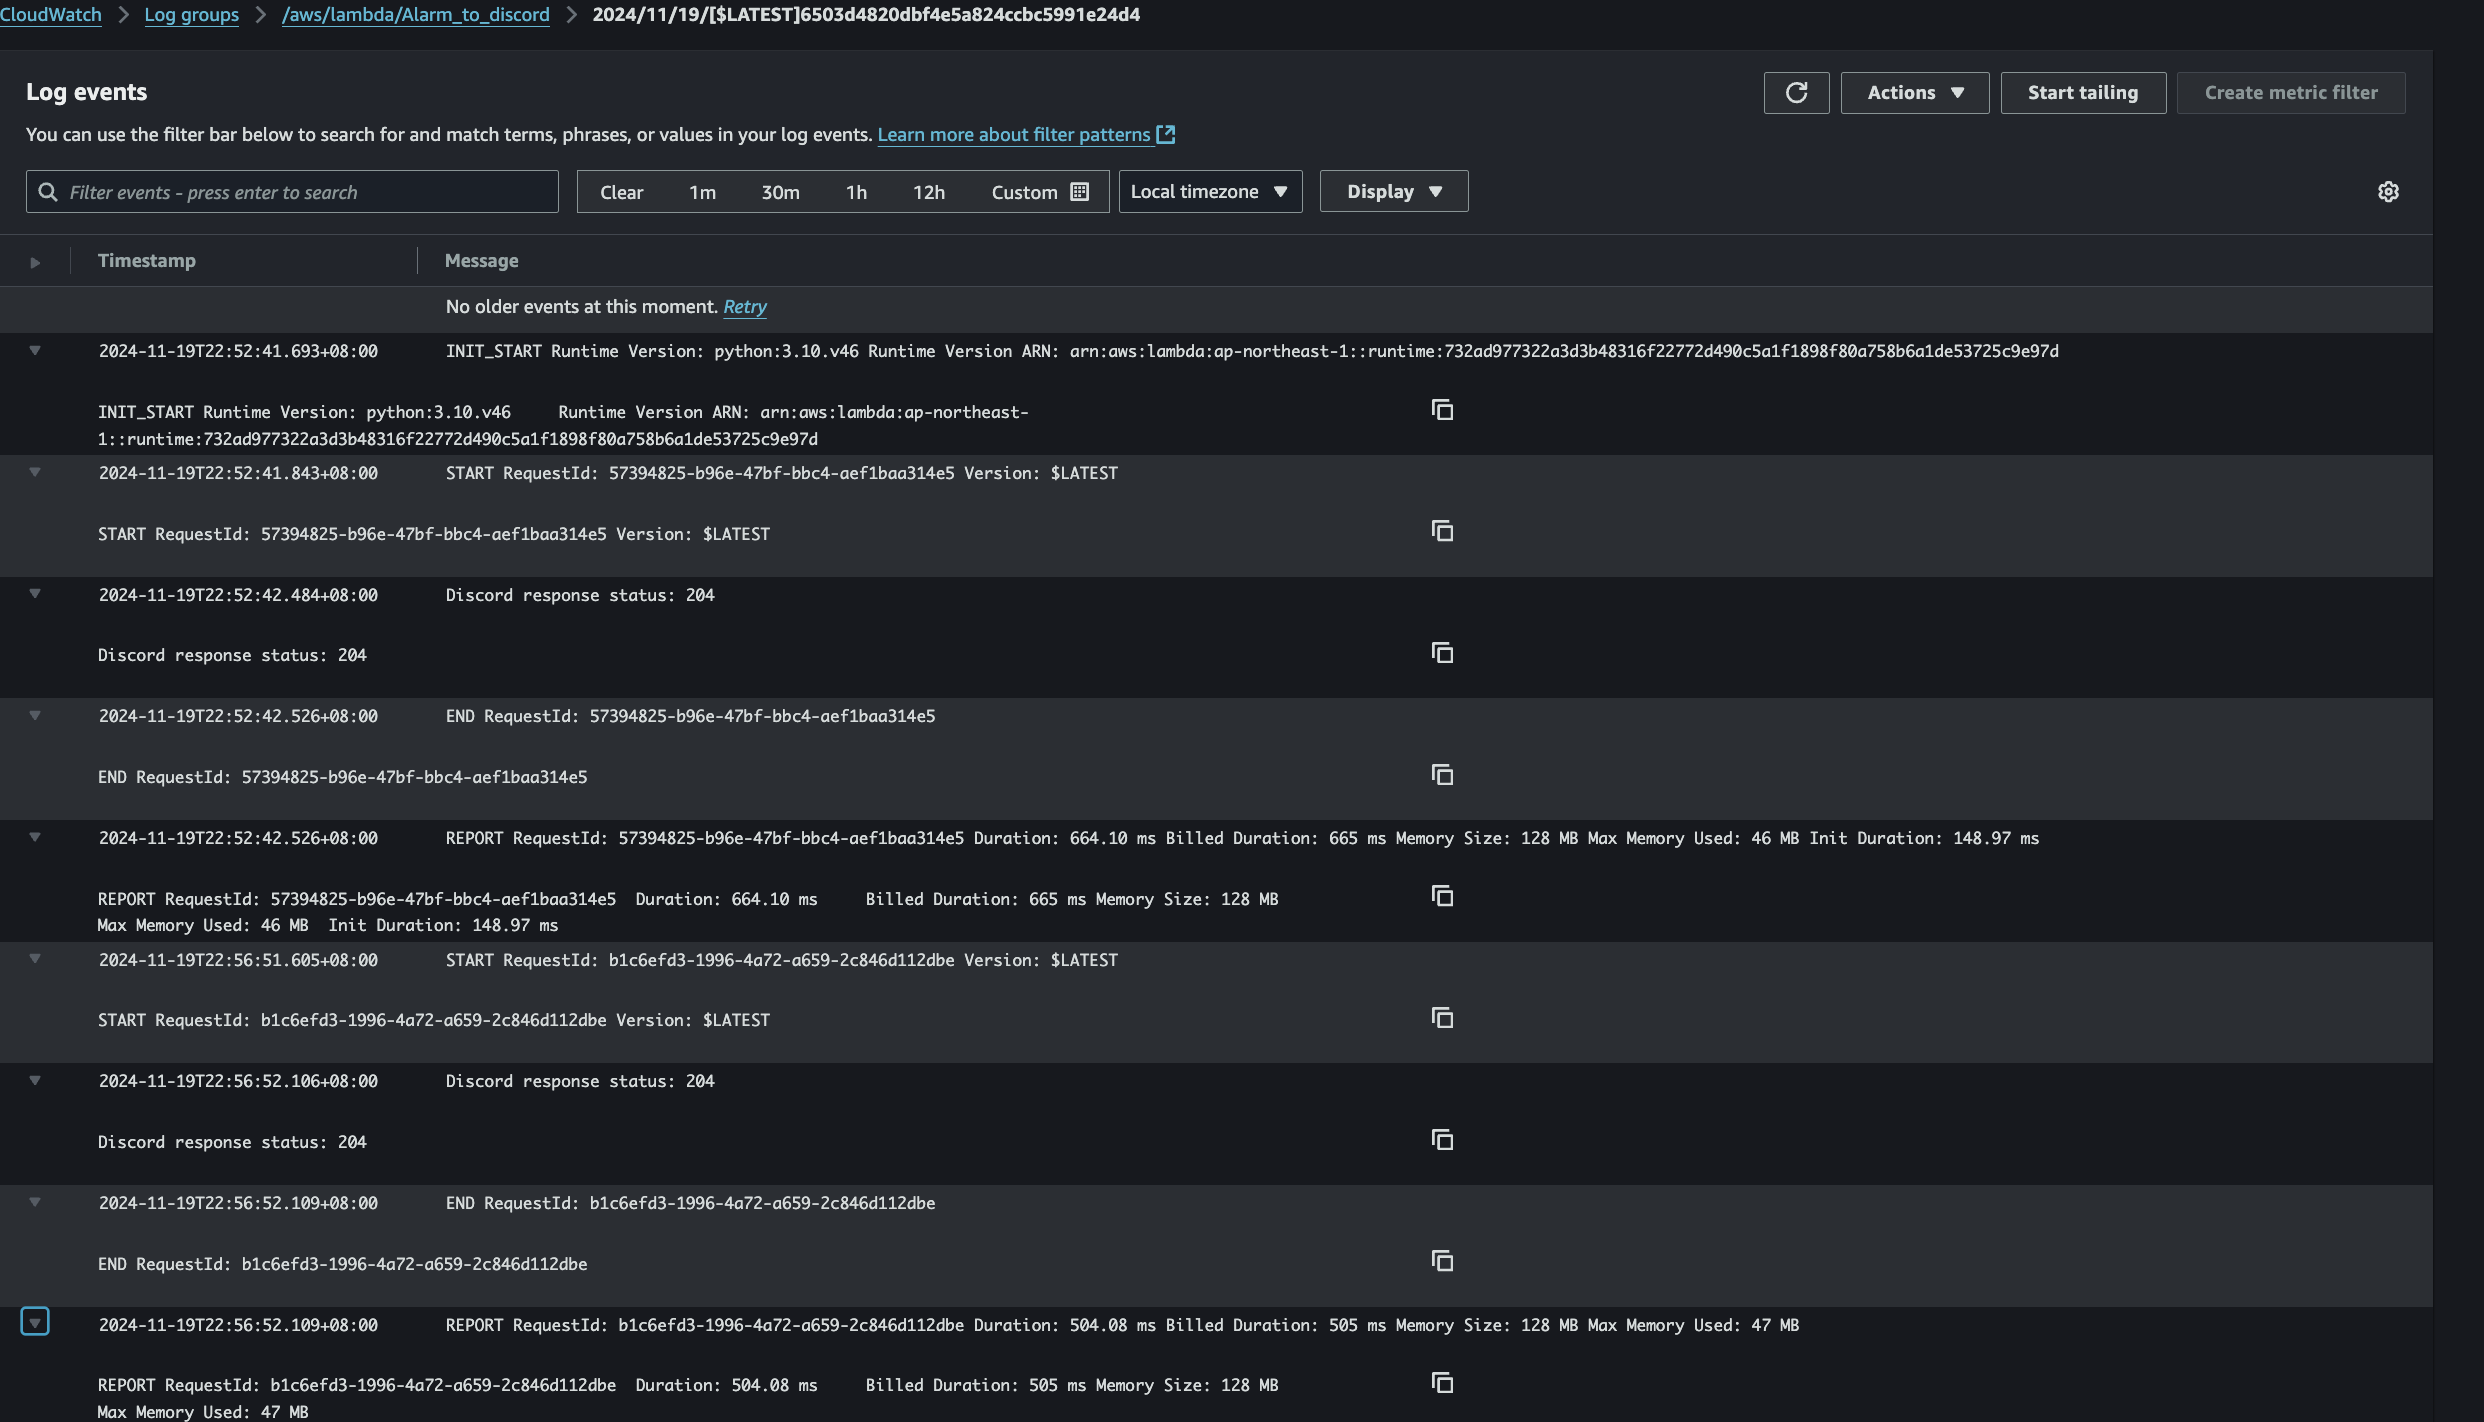 CloudWatch > Log groups > /aws/lambda/Alarm_to_discord > 2024/11/19/[$LATEST]6503d4820dbf4e5a824ccbc5991e24d4
Log events
Actions
Start tailing
Create metric filter
You can use the filter bar below to search for and match terms, phrases, or values in your log events. Learn more about filter patterns
Filter events - press enter to search
Clear 1m 30m 1h 12h Custom
Local timezone
Display
Timestamp Message
No older events at this moment. Retry
2024-11-19T22:52:41.693+08:00 INIT_START Runtime Version: python:3.10.v46 Runtime Version ARN: arn:aws:lambda:ap-northeast-1::runtime:732ad977322a3d3b48316f22772d490c5a1f1898f80a758b6a1de53725c9e97d
INIT_START Runtime Version: python:3.10.v46 Runtime Version ARN: arn:aws:lambda:ap-northeast-
1::runtime:732ad977322a3d3b48316f22772d490c5a1f1898f80a758b6a1de53725c9e97d
2024-11-19T22:52:41.843+08:00 START RequestId: 57394825-b96e-47bf-bbc4-aef1baa314e5 Version: $LATEST
START RequestId: 57394825-b96e-47bf-bbc4-aef1baa314e5 Version: $LATEST
2024-11-19T22:52:42.484+08:00 Discord response status: 204
Discord response status: 204
2024-11-19T22:52:42.526+08:00 END RequestId: 57394825-b96e-47bf-bbc4-aef1baa314e5
END RequestId: 57394825-b96e-47bf-bbc4-aef1baa314e5
2024-11-19T22:52:42.526+08:00 REPORT RequestId: 57394825-b96e-47bf-bbc4-aef1baa314e5 Duration: 664.10 ms Billed Duration: 665 ms Memory Size: 128 MB Max Memory Used: 46 MB Init Duration: 148.97 ms
REPORT RequestId: 57394825-b96e-47bf-bbc4-aef1baa314e5 Duration: 664.10 ms Billed Duration: 665 ms Memory Size: 128 MB
Max Memory Used: 46 MB Init Duration: 148.97 ms
2024-11-19T22:56:51.605+08:00 START RequestId: b1c6efd3-1996-4a72-a659-2c846d112dbe Version: $LATEST
START RequestId: b1c6efd3-1996-4a72-a659-2c846d112dbe Version: $LATEST
2024-11-19T22:56:52.106+08:00 Discord response status: 204
Discord response status: 204
2024-11-19T22:56:52.109+08:00 END RequestId: b1c6efd3-1996-4a72-a659-2c846d112dbe
END RequestId: b1c6efd3-1996-4a72-a659-2c846d112dbe
2024-11-19T22:56:52.109+08:00 REPORT RequestId: b1c6efd3-1996-4a72-a659-2c846d112dbe Duration: 504.08 ms Billed Duration: 505 ms Memory Size: 128 MB Max Memory Used: 47 MB
REPORT RequestId: b1c6efd3-1996-4a72-a659-2c846d112dbe Duration: 504.08 ms Billed Duration: 505 ms Memory Size: 128 MB
Max Memory Used: 47 MB